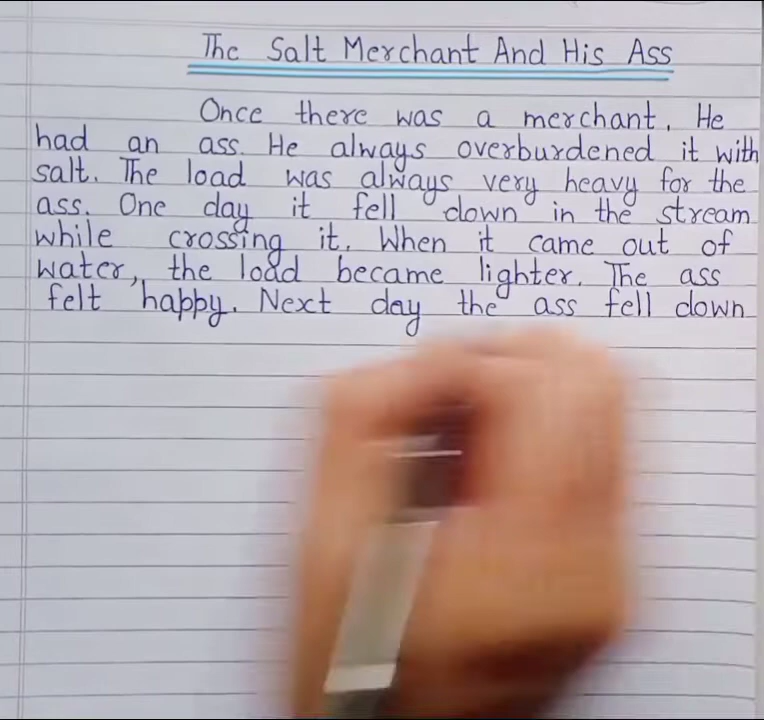 The Salt Merchant And His Ass
Once there was a merchant. He
had an ass. He always overburdened it with
salt. The load was always very heavy for the
ass. One day it fell down in the stream
while crossing it. When it came out of
water, the load became lighter. The ass
felt happy. Next day the ass fell down